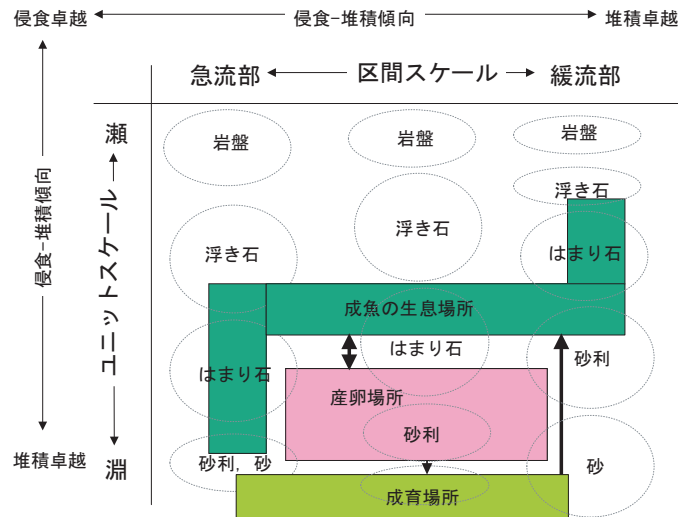 侵食卓越 侵食-堆積傾向 堆積卓越
急流部 区間スケール 緩流部
瀬
淵
ユニットスケール
侵食-堆積傾向
堆積卓越
岩盤 岩盤 岩盤
浮き石
浮き石 浮き石
はまり石
成魚の生息場所
はまり石 はまり石
砂利
産卵場所
砂利
砂利, 砂 砂
成育場所